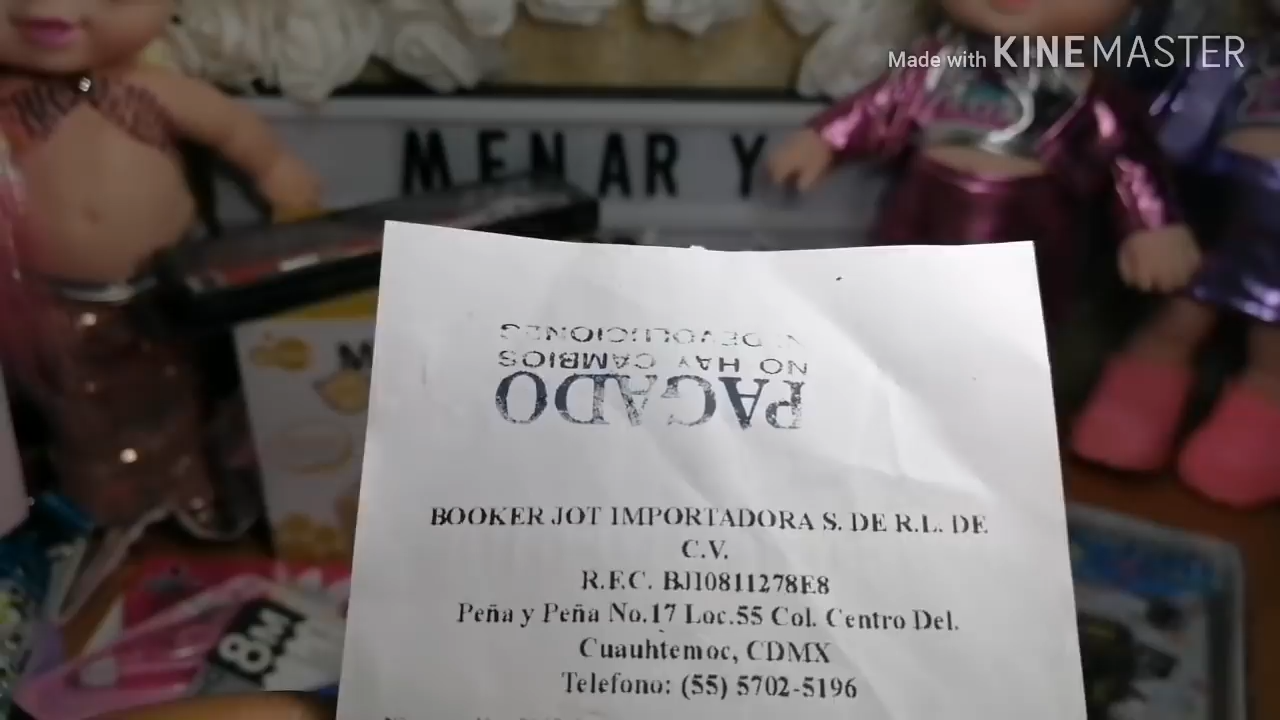 Made with KINEMASTER
MENAR Y
PAGADO
NO HAY CAMBIOS
DEVOLUCIONES
BOOKER JOT IMPORTADORA S. DE R.L. DE
C.V.
R.F.C. BJI0811278E8
Peña y Peña No.17 Loc.55 Col. Centro Del.
Cuauhtemoc, CDMX
Telefono: (55) 5702-5196
8M